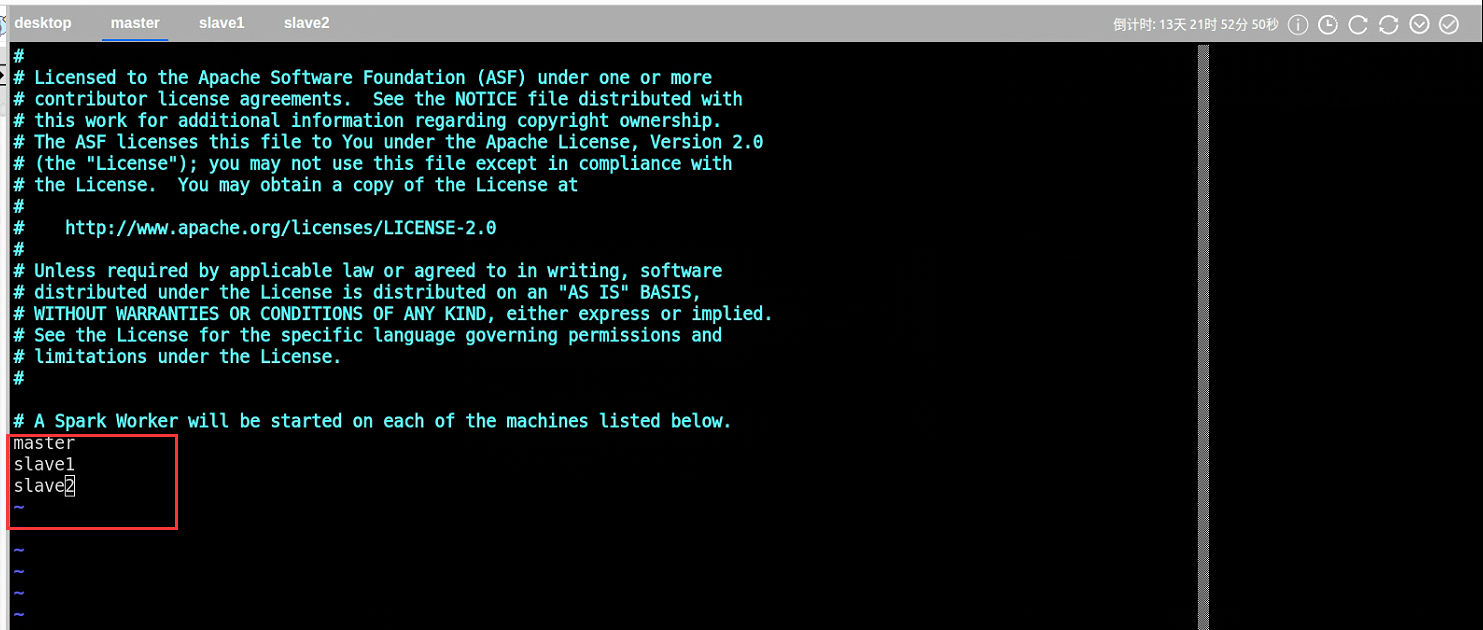 desktop master slave1 slave2 倒计时: 13天 21时 52分 50秒
#
# Licensed to the Apache Software Foundation (ASF) under one or more
# contributor license agreements.  See the NOTICE file distributed with
# this work for additional information regarding copyright ownership.
# The ASF licenses this file to You under the Apache License, Version 2.0
# (the "License"); you may not use this file except in compliance with
# the License.  You may obtain a copy of the License at
#
#    http://www.apache.org/licenses/LICENSE-2.0
#
# Unless required by applicable law or agreed to in writing, software
# distributed under the License is distributed on an "AS IS" BASIS,
# WITHOUT WARRANTIES OR CONDITIONS OF ANY KIND, either express or implied.
# See the License for the specific language governing permissions and
# limitations under the License.
#
# A Spark Worker will be started on each of the machines listed below.
master
slave1
slave2
~
~
~
~
~